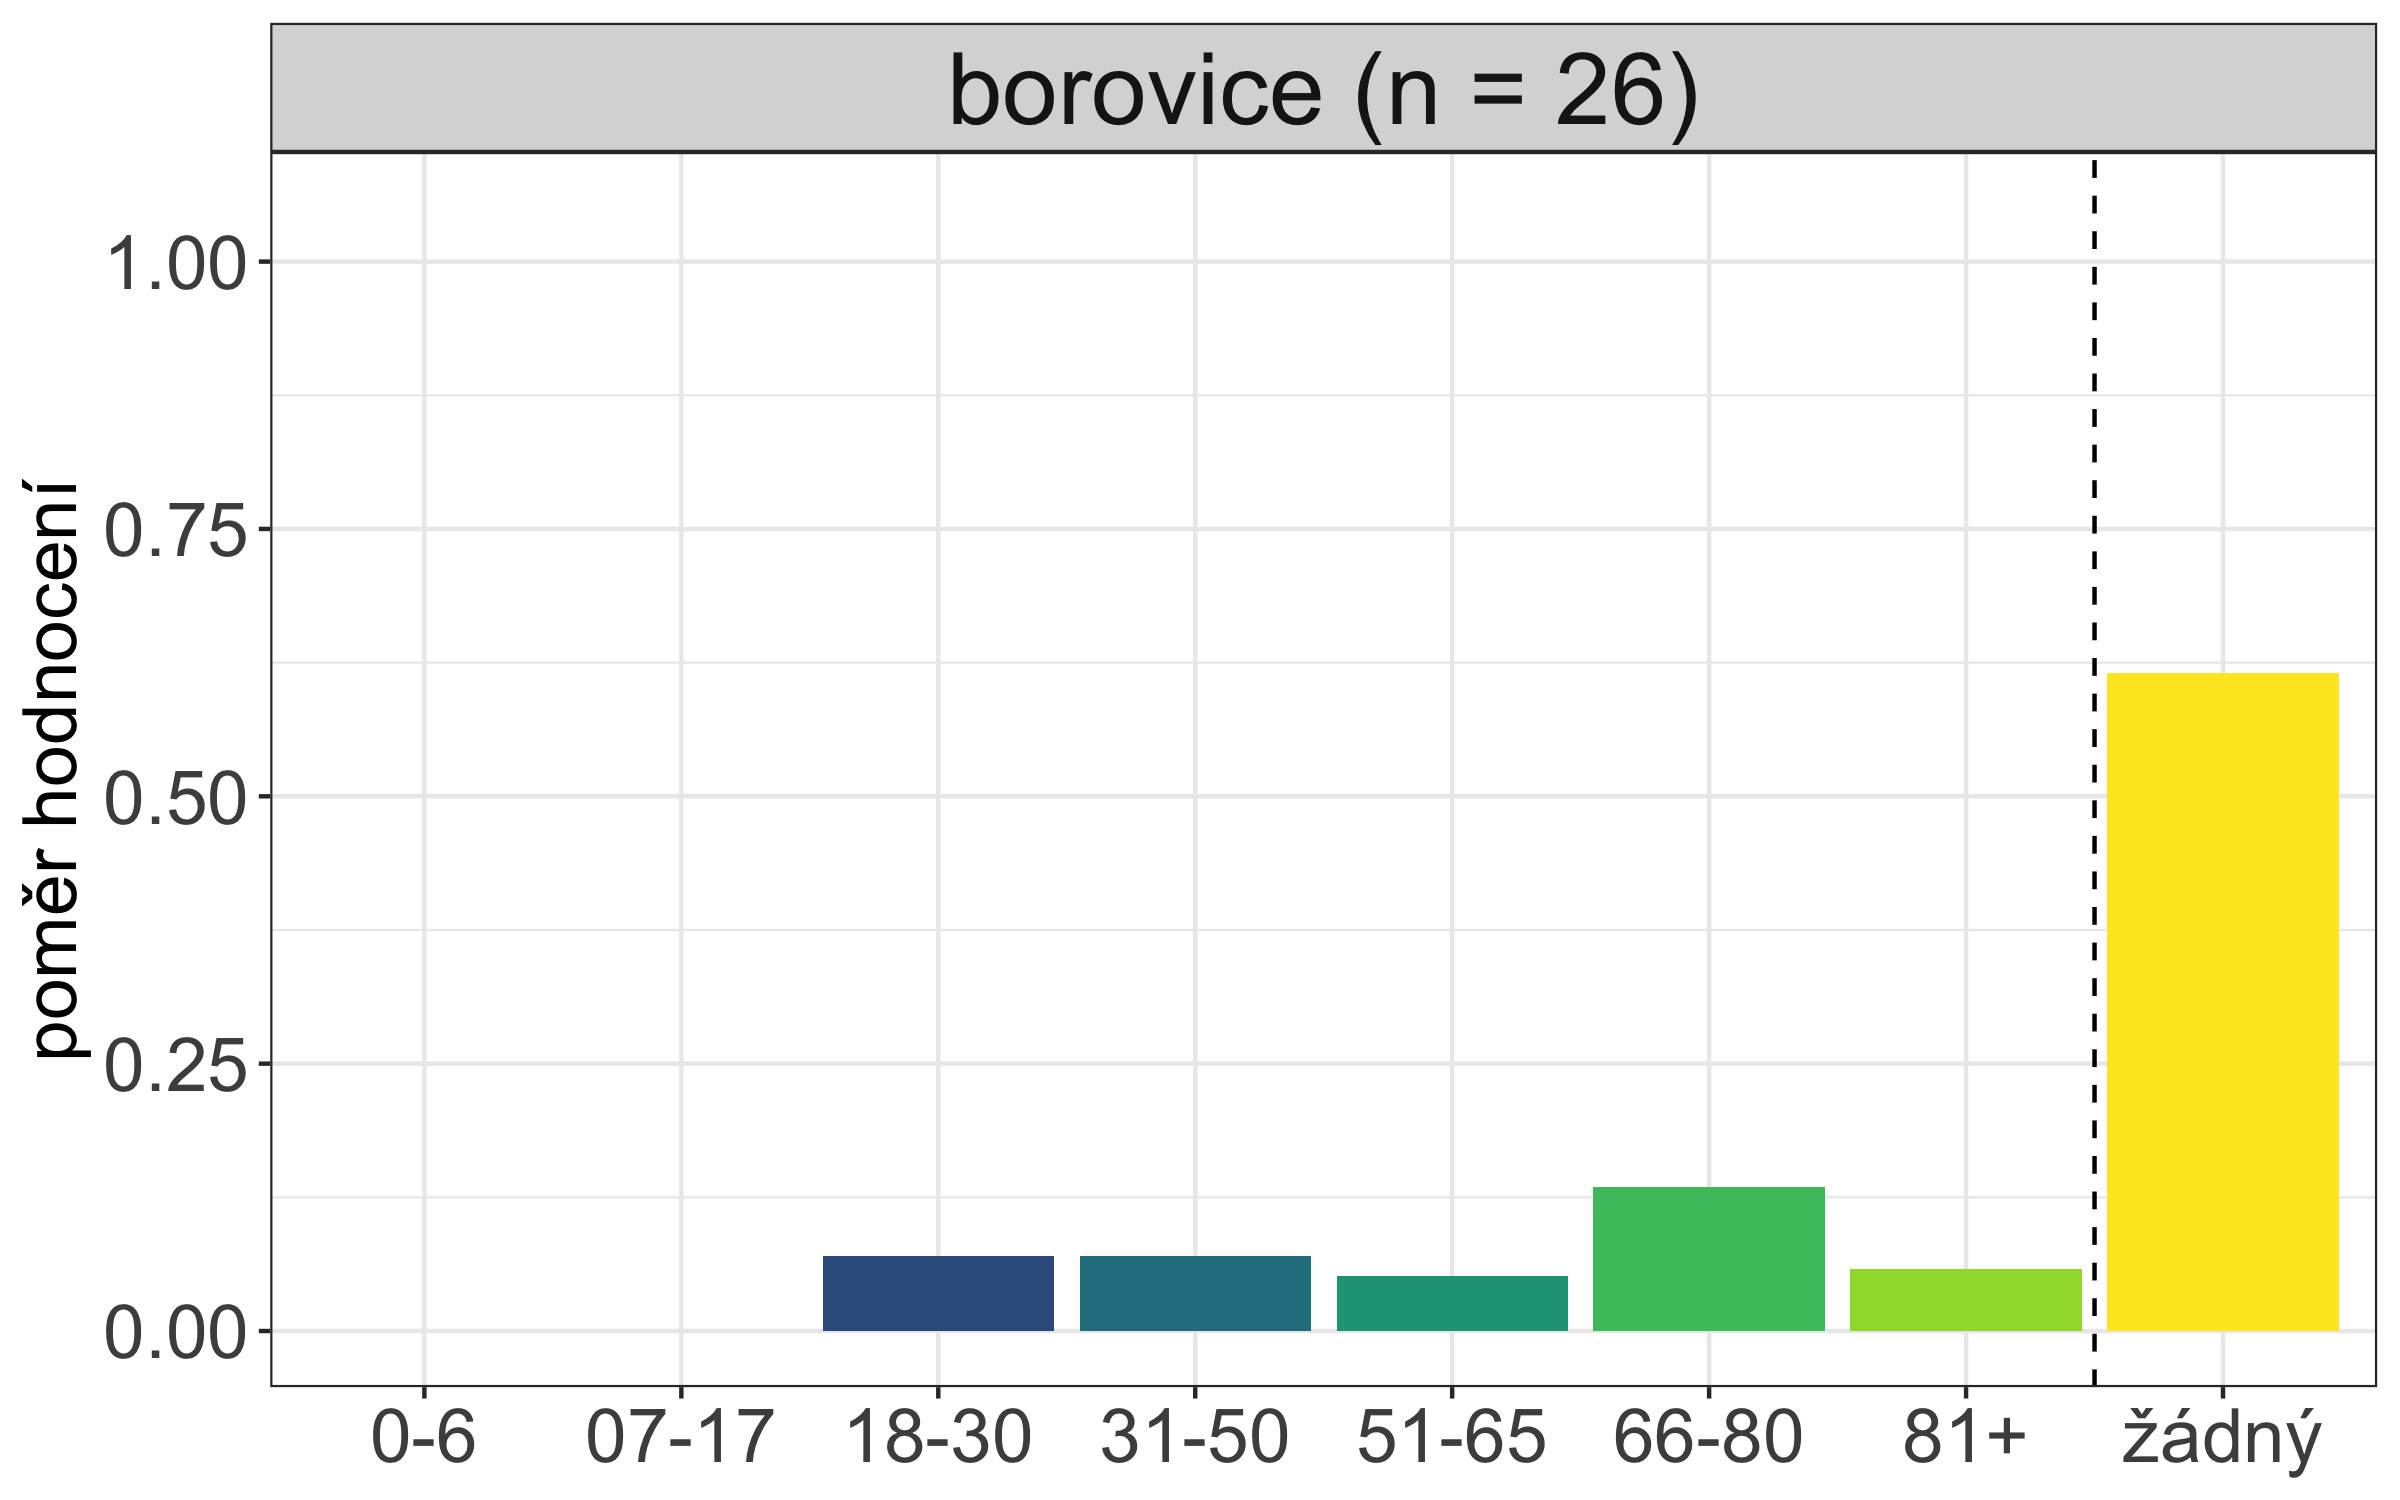 borovice (n = 26)
poměr hodnocení
1.00
0.75
0.50
0.25
0.00
0-6 07-17 18-30 31-50 51-65 66-80 81+ žádný